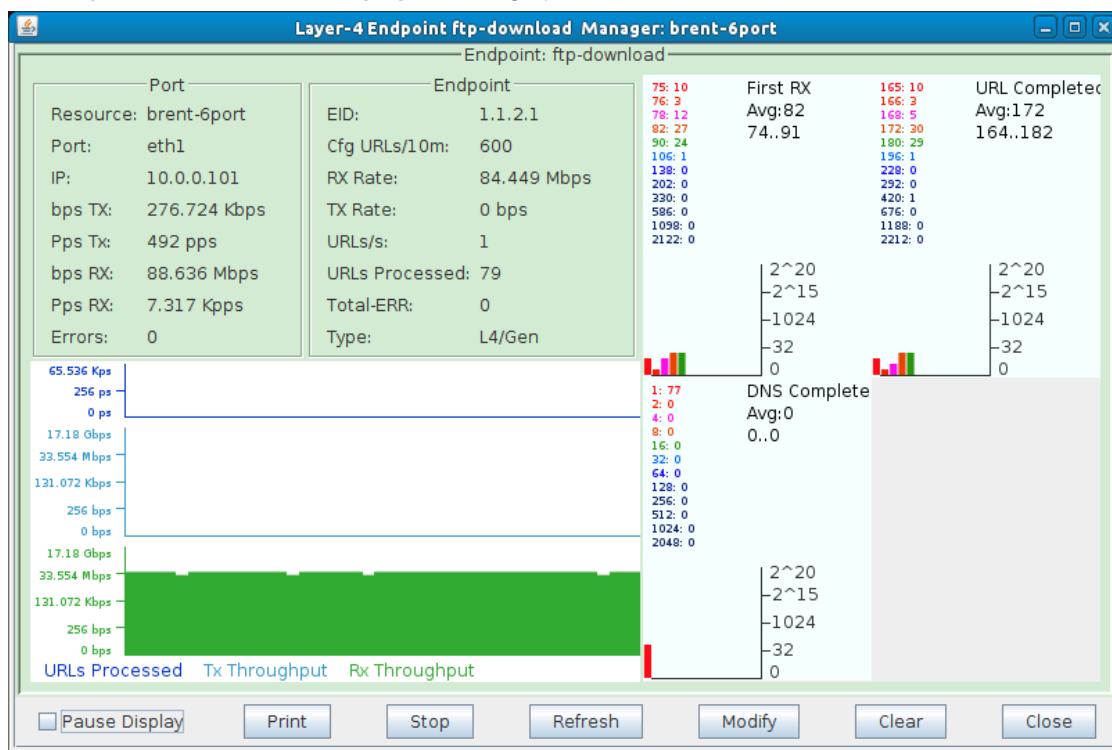 Layer-4 Endpoint ftp-download Manager: brent-6port
Endpoint: ftp-download
Port
Resource: brent-6port
Port: eth1
IP: 10.0.0.101
bps TX: 276.724 Kbps
Pps Tx: 492 pps
bps RX: 88.636 Mbps
Pps RX: 7.317 Kpps
Errors: 0
Endpoint
EID: 1.1.2.1
Cfg URLs/10m: 600
RX Rate: 84.449 Mbps
TX Rate: 0 bps
URLs/s: 1
URLs Processed: 79
Total-ERR: 0
Type: L4/Gen
75: 10
76: 3
78: 12
82: 27
90: 24
106: 1
138: 0
202: 0
330: 0
586: 0
1098: 0
2122: 0
First RX
Avg:82
74..91
2^20
2^15
1024
32
0
165: 10
166: 3
168: 5
172: 30
180: 29
196: 1
228: 0
292: 0
420: 1
676: 0
1188: 0
2212: 0
URL Completed
Avg:172
164..182
2^20
2^15
1024
32
0
65.536 Kps
256 ps
0 ps
17.18 Gbps
33.554 Mbps
131.072 Kbps
256 bps
0 bps
17.18 Gbps
33.554 Mbps
131.072 Kbps
256 bps
0 bps
URLs Processed Tx Throughput Rx Throughput
1: 77
2: 0
4: 0
8: 0
16: 0
32: 0
64: 0
128: 0
256: 0
512: 0
1024: 0
2048: 0
DNS Complete
Avg:0
0..0
2^20
2^15
1024
32
0
Pause Display Print Stop Refresh Modify Clear Close